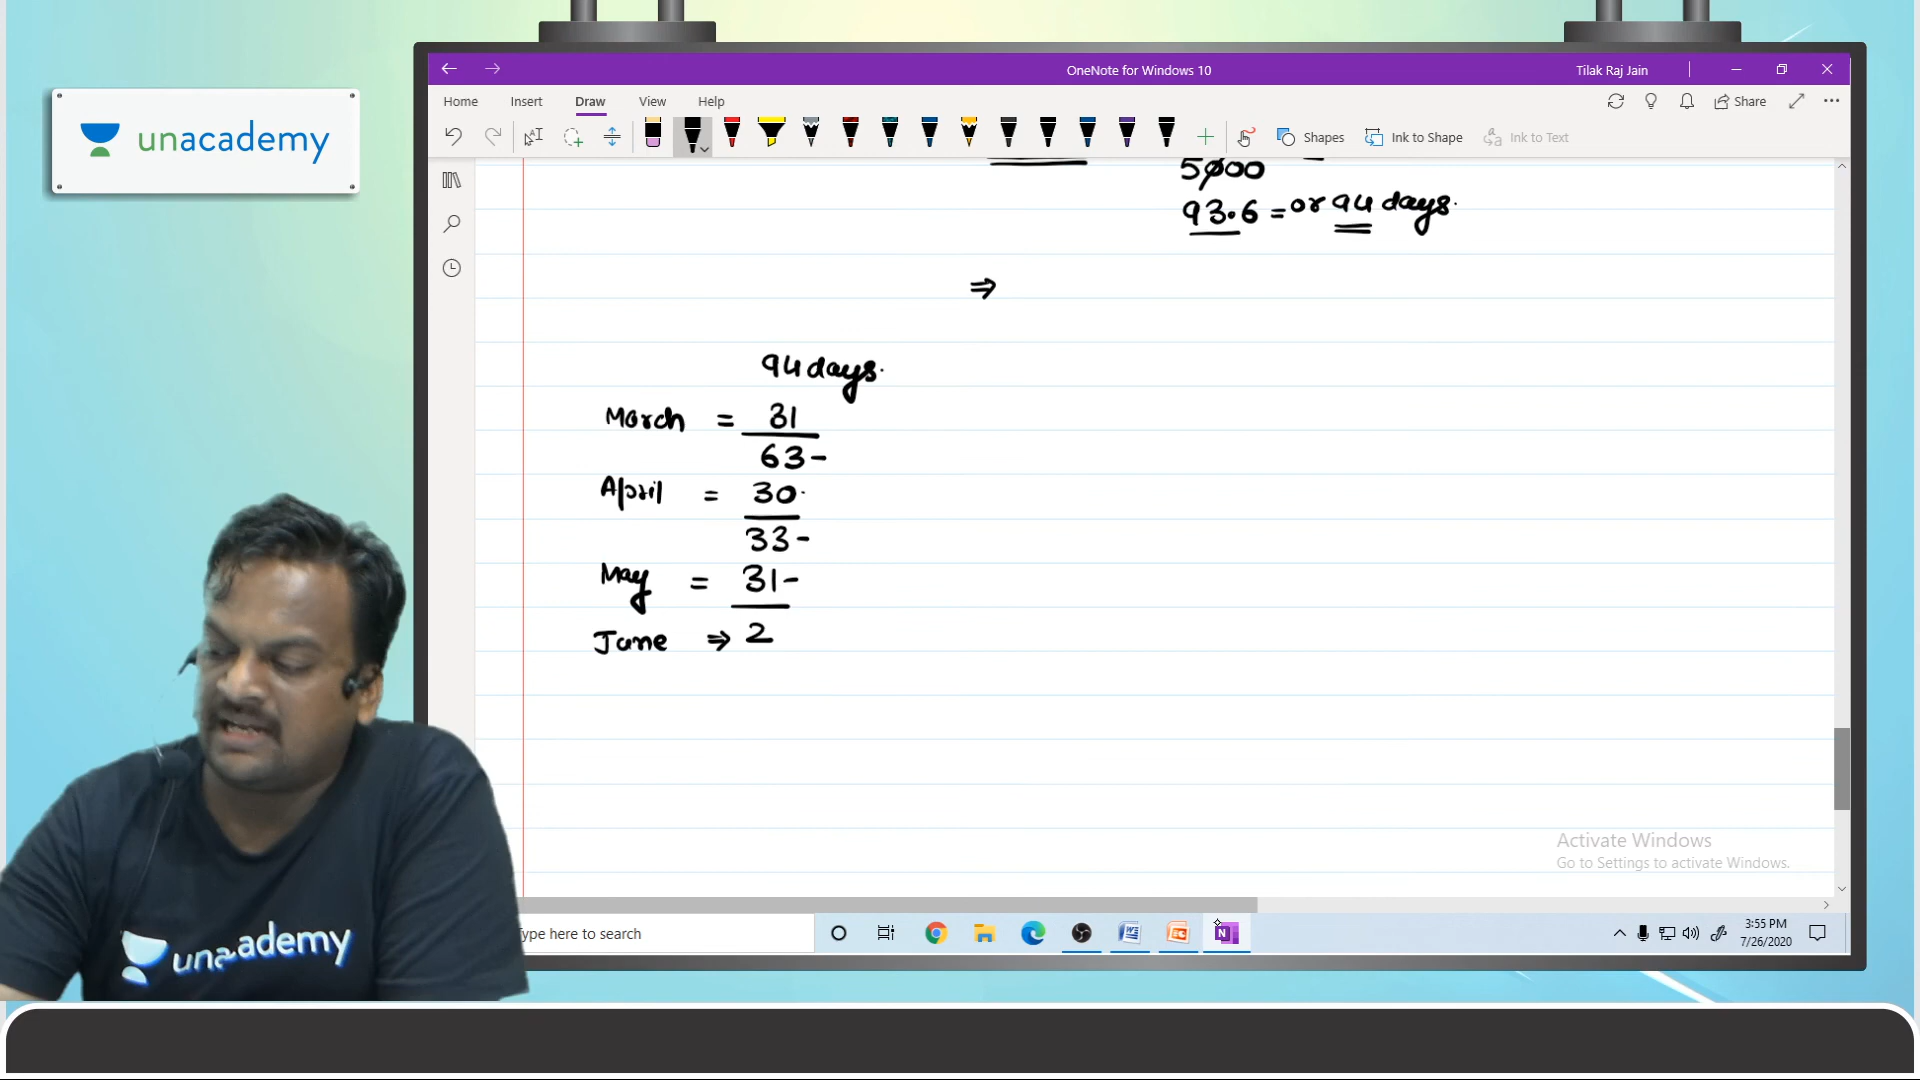 unacademy
OneNote for Windows 10
Tilak Raj Jain
Home Insert Draw View Help
Share
Shapes Ink to Shape Ink to Text
5000
93.6 = or 94 days.
⇒
94 days.
March = 31
63 -
April = 30
33 -
May = 31 -
June ⇒ 2
unacademy
Activate Windows
Go to Settings to activate Windows.
Type here to search
3:55 PM
7/26/2020